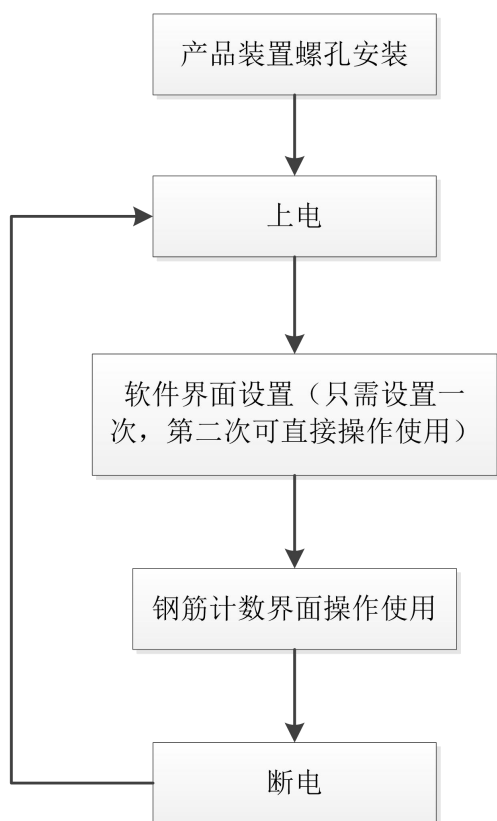 产品装置螺孔安装
上电
软件界面设置（只需设置一
次，第二次可直接操作使用）
钢筋计数界面操作使用
断电